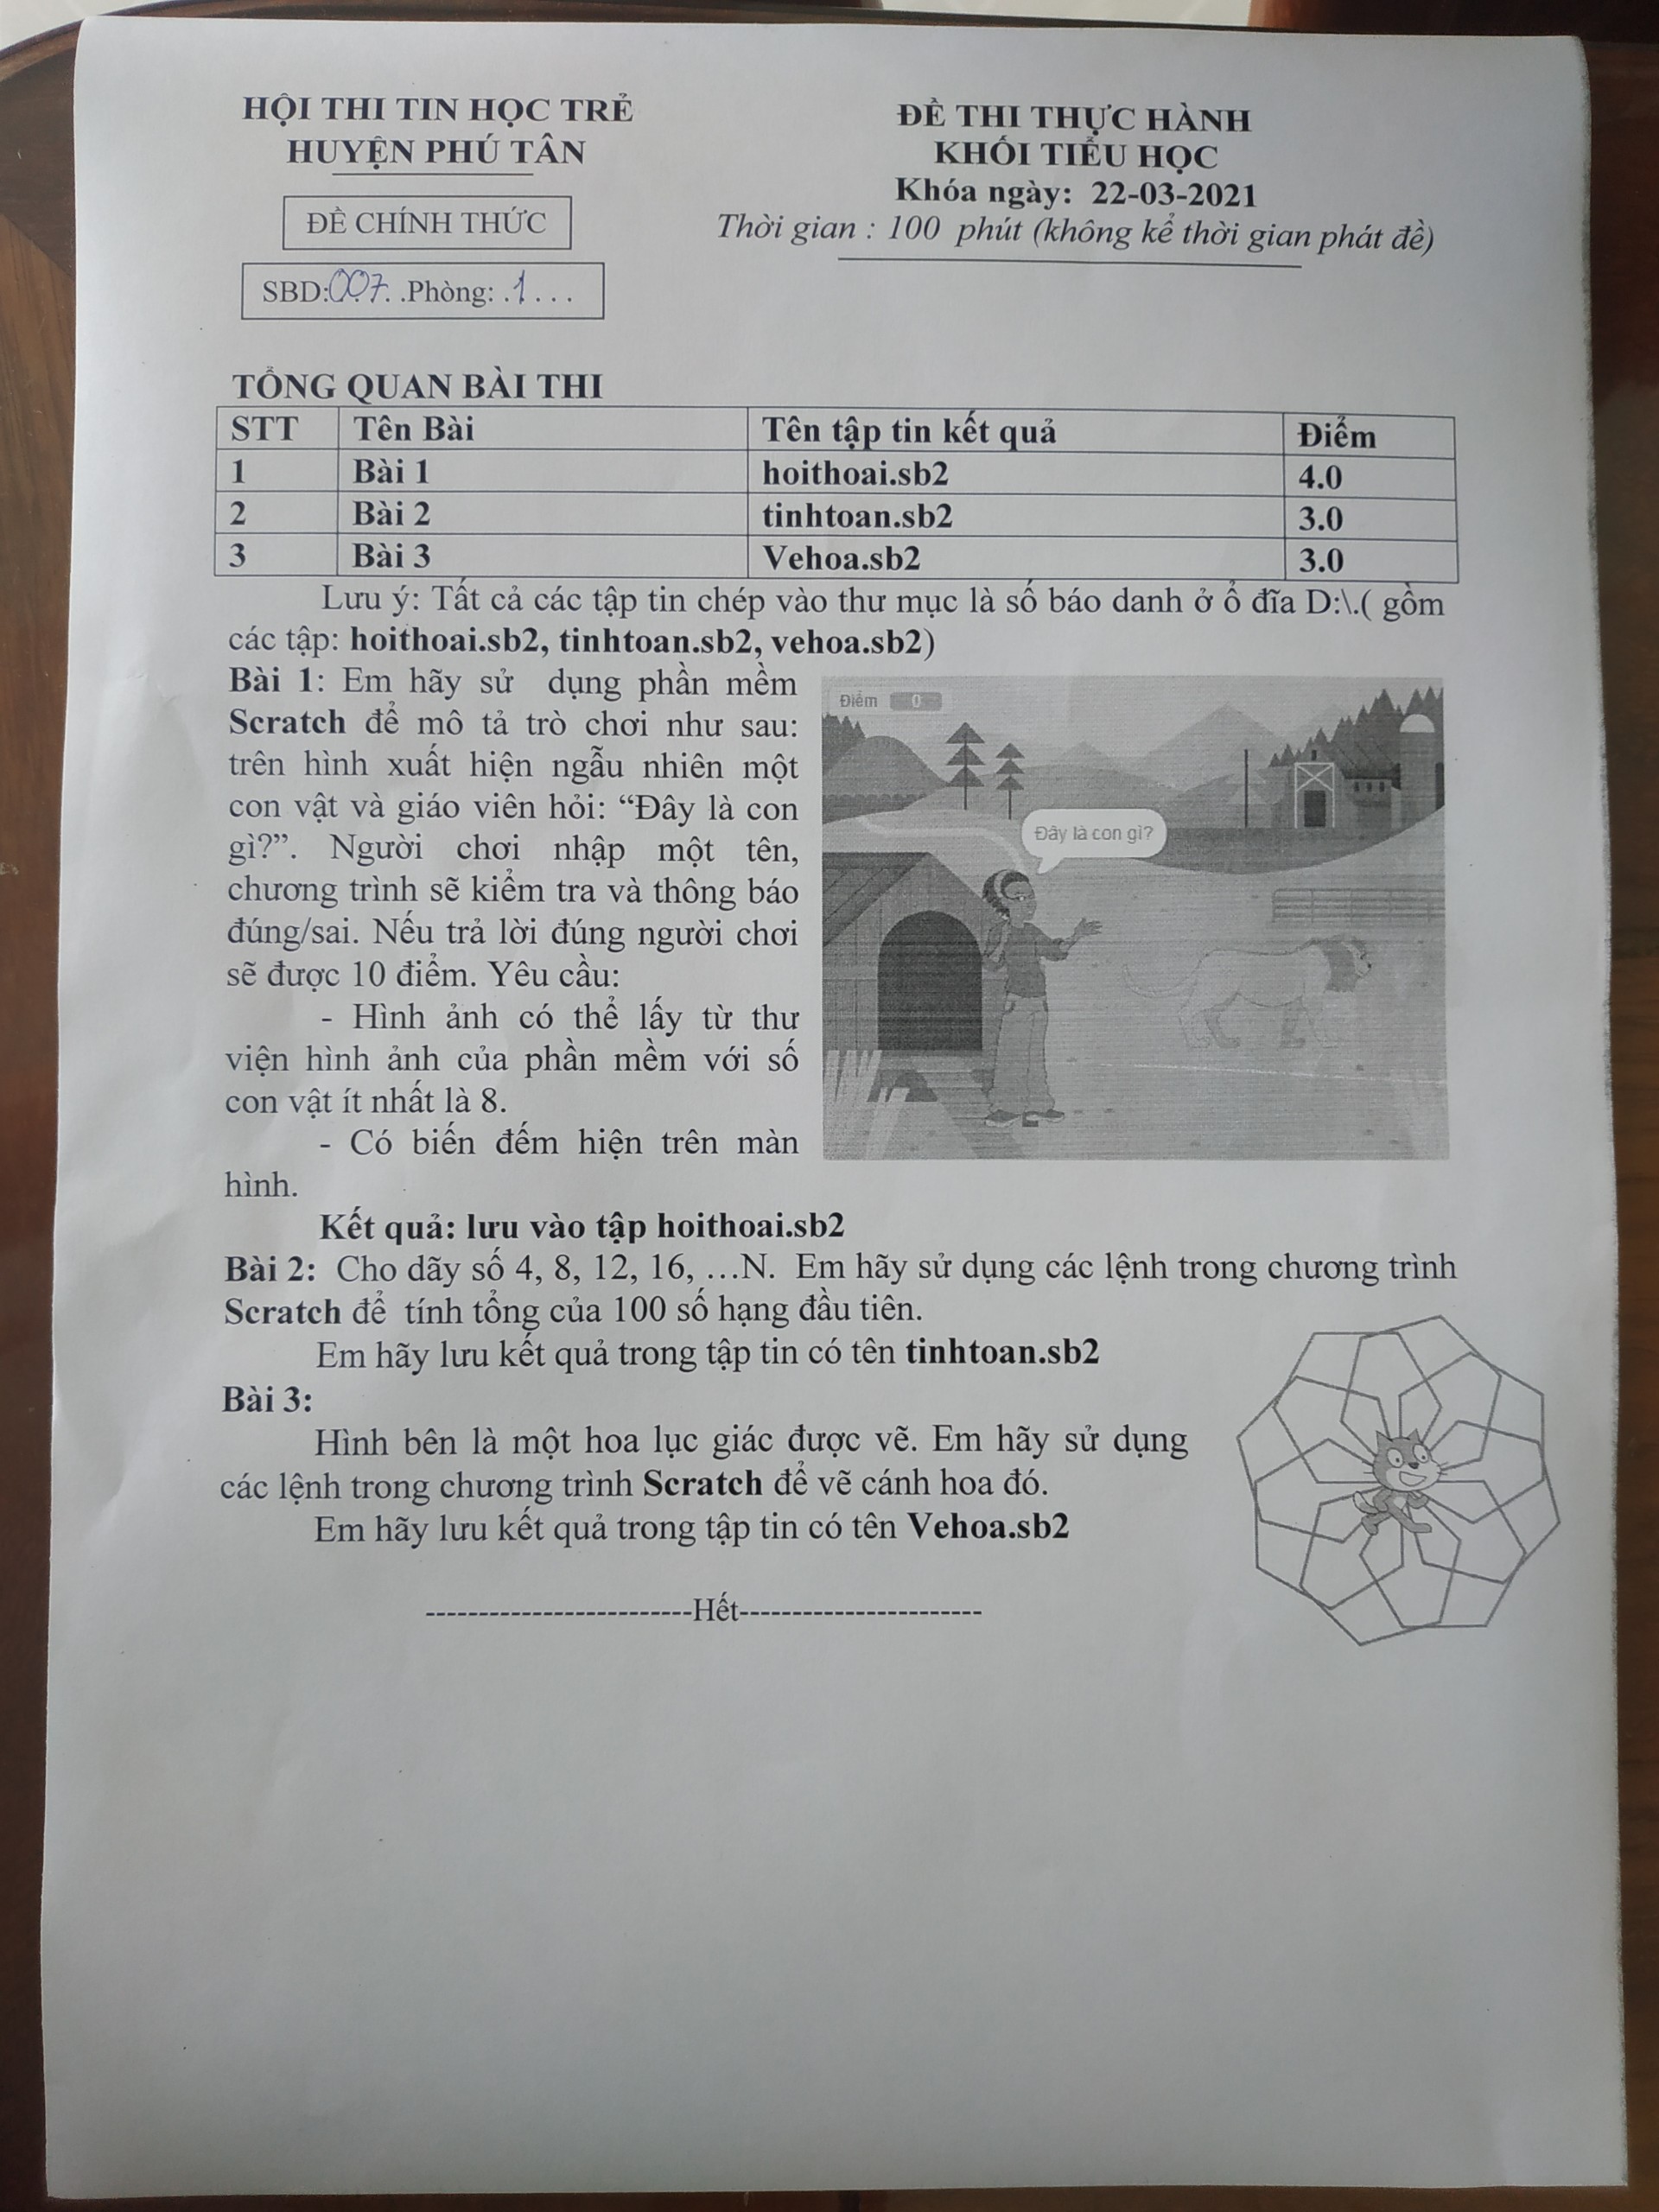 HỘI THI TIN HỌC TRẺ
HUYỆN PHÚ TÂN
ĐỀ CHÍNH THỨC
SBD:007. .Phòng: .1 . . .
ĐỀ THI THỰC HÀNH
KHỐI TIỂU HỌC
Khóa ngày: 22-03-2021
Thời gian : 100 phút (không kể thời gian phát đề)
TỔNG QUAN BÀI THI
STT Tên Bài Tên tập tin kết quả Điểm
1 Bài 1 hoithoai.sb2 4.0
2 Bài 2 tinhtoan.sb2 3.0
3 Bài 3 Vehoa.sb2 3.0
Lưu ý: Tất cả các tập tin chép vào thư mục là số báo danh ở ổ đĩa D:\.( gồm
các tập: hoithoai.sb2, tinhtoan.sb2, vehoa.sb2)
Bài 1: Em hãy sử dụng phần mềm
Scratch để mô tả trò chơi như sau:
trên hình xuất hiện ngẫu nhiên một
con vật và giáo viên hỏi: “Đây là con
gì?”. Người chơi nhập một tên,
chương trình sẽ kiểm tra và thông báo
đúng/sai. Nếu trả lời đúng người chơi
sẽ được 10 điểm. Yêu cầu:
- Hình ảnh có thể lấy từ thư
viện hình ảnh của phần mềm với số
con vật ít nhất là 8.
- Có biến đếm hiện trên màn
hình.
Điểm 0
Đây là con gì?
Kết quả: lưu vào tập hoithoai.sb2
Bài 2: Cho dãy số 4, 8, 12, 16, …N. Em hãy sử dụng các lệnh trong chương trình
Scratch để tính tổng của 100 số hạng đầu tiên.
Em hãy lưu kết quả trong tập tin có tên tinhtoan.sb2
Bài 3:
Hình bên là một hoa lục giác được vẽ. Em hãy sử dụng
các lệnh trong chương trình Scratch để vẽ cánh hoa đó.
Em hãy lưu kết quả trong tập tin có tên Vehoa.sb2
-------------------------Hết-----------------------